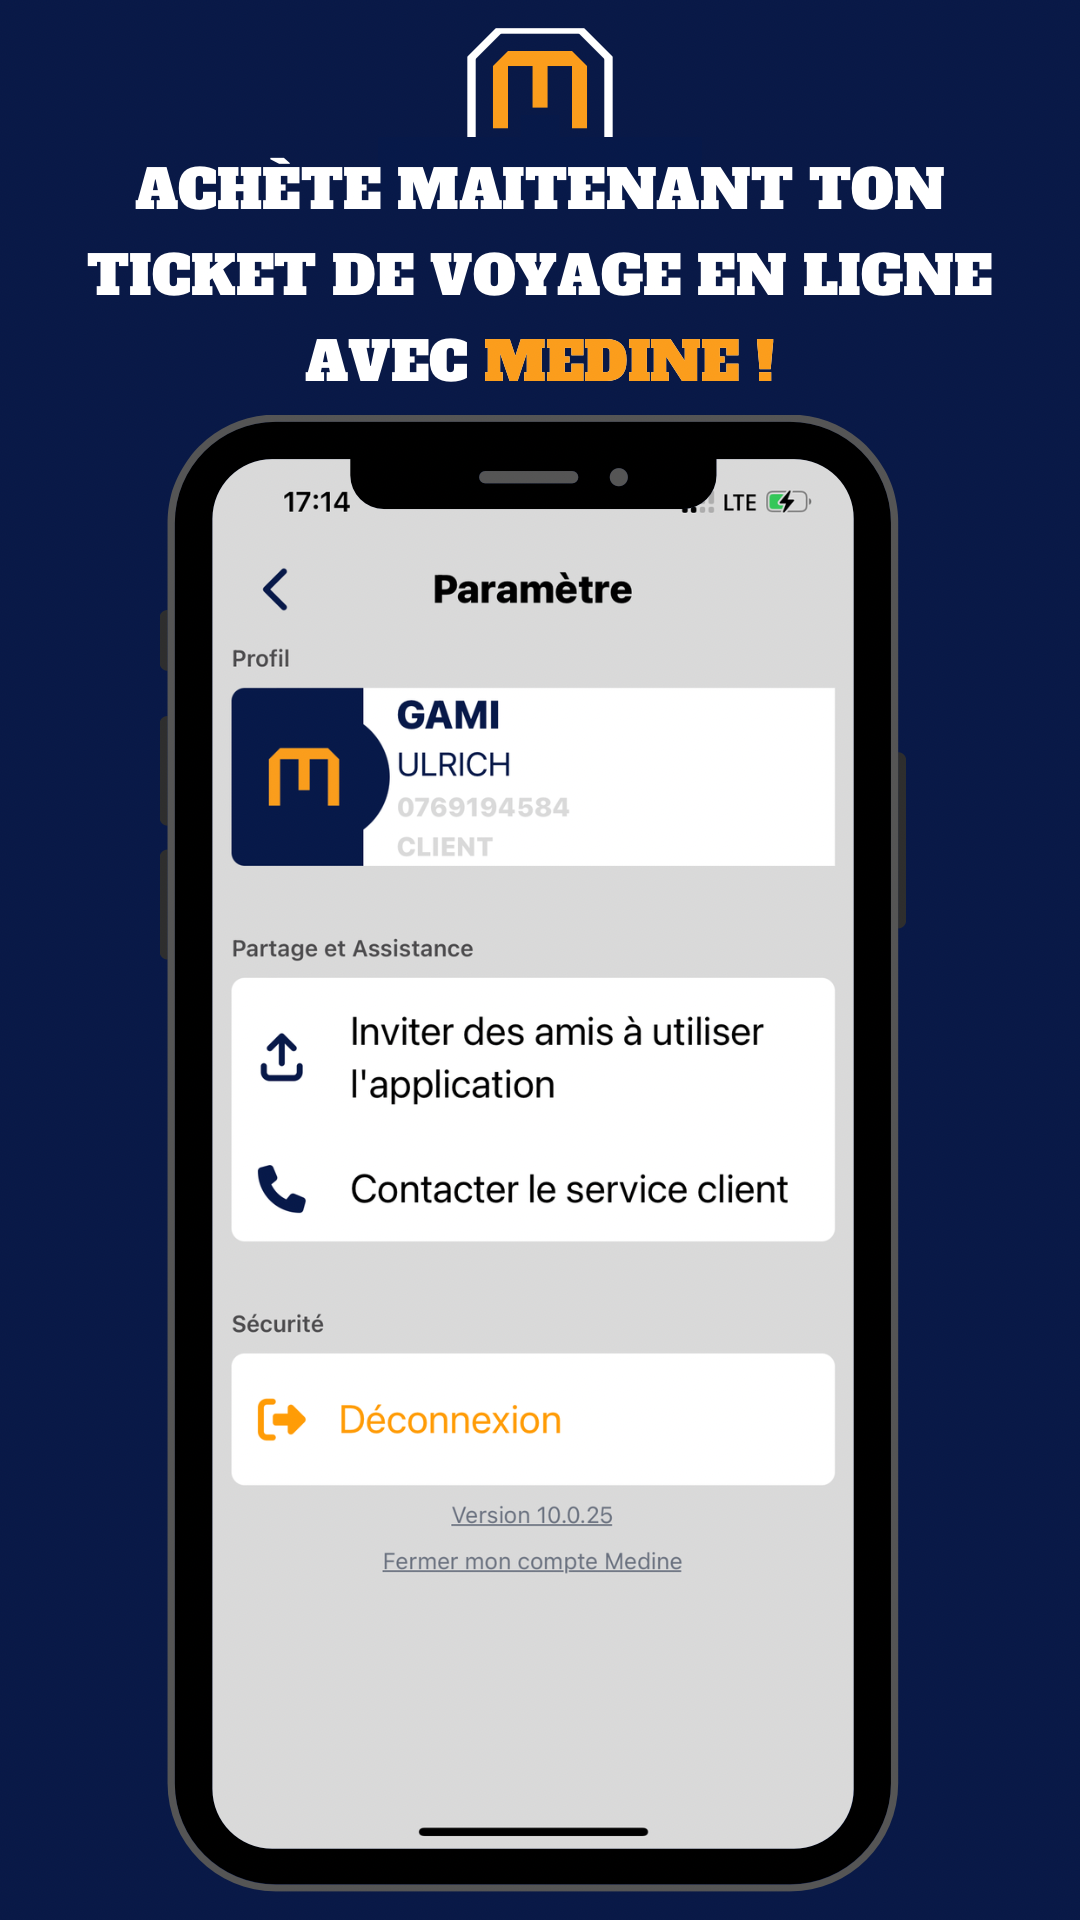 ACHÈTE MAITENANT TON
TICKET DE VOYAGE EN LIGNE
AVEC MEDINE !
17:14
LTE
Paramètre
Profil
GAMI
ULRICH
0769194584
CLIENT
Partage et Assistance
Inviter des amis à utiliser
l'application
Contacter le service client
Sécurité
Déconnexion
Version 10.0.25
Fermer mon compte Medine